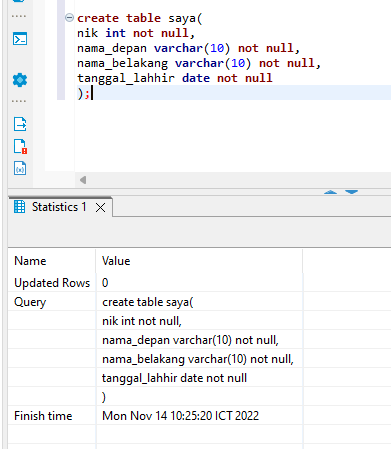 create table saya(
nik int not null,
nama_depan varchar(10) not null,
nama_belakang varchar(10) not null,
tanggal_lahhir date not null
);
Statistics 1
Name Value
Updated Rows 0
Query create table saya(
nik int not null,
nama_depan varchar(10) not null,
nama_belakang varchar(10) not null,
tanggal_lahhir date not null
)
Finish time Mon Nov 14 10:25:20 ICT 2022